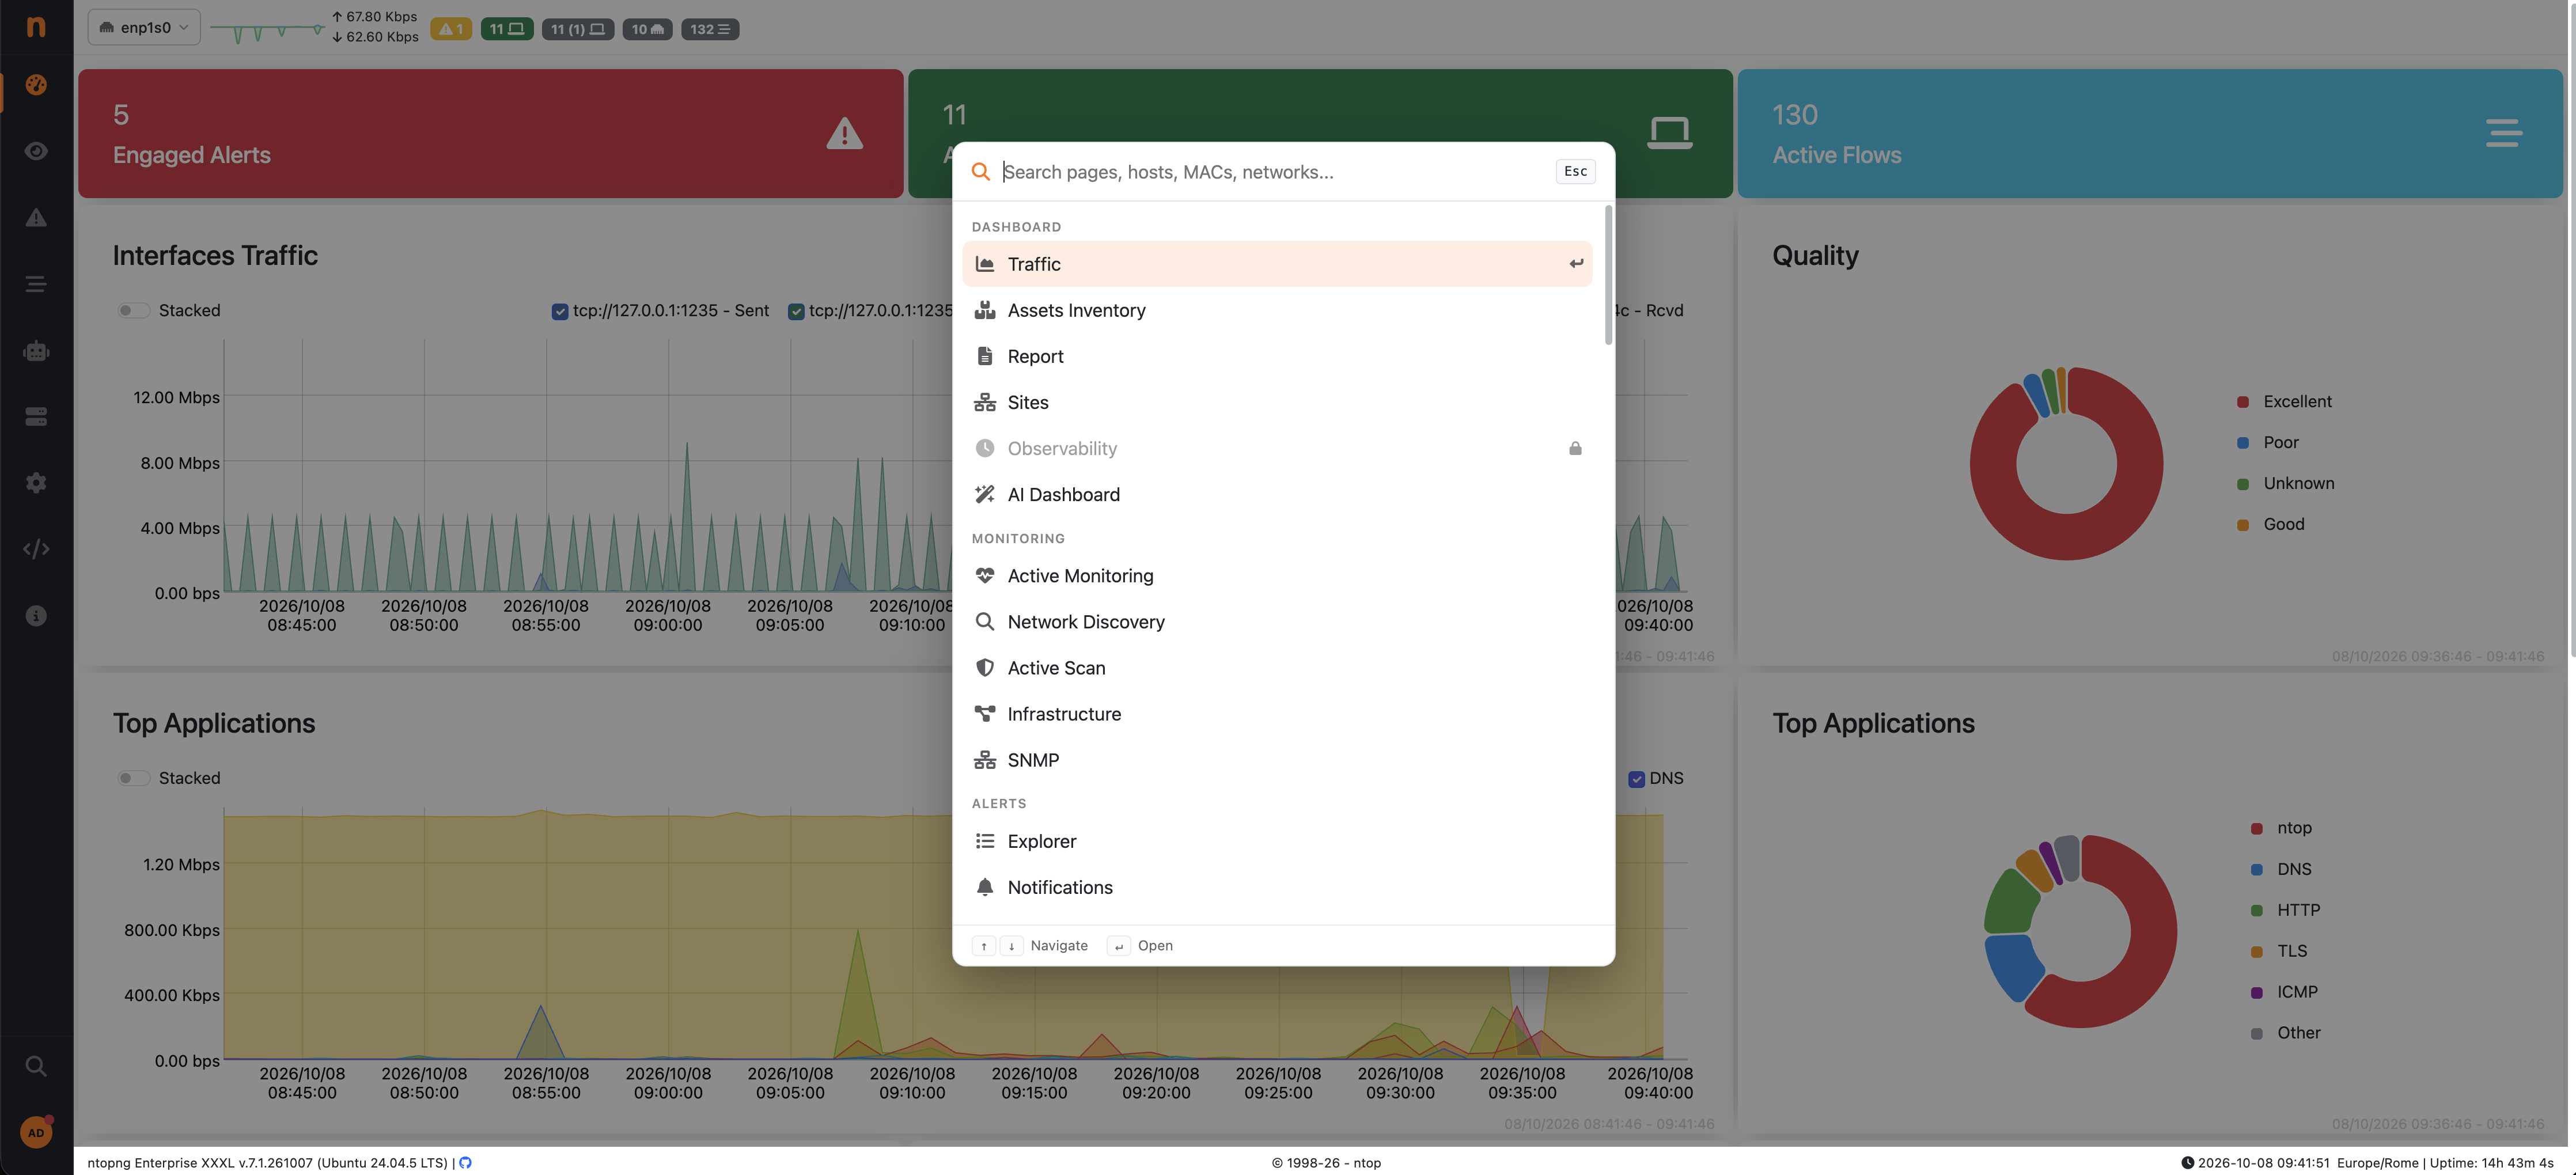 n
enp1s0
67.80 Kbps
62.60 Kbps
1
11
11 (1)
10
132
5
Engaged Alerts
11
A
130
Active Flows
Search pages, hosts, MACs, networks...
Esc
DASHBOARD
Traffic
Assets Inventory
Report
Sites
Observability
AI Dashboard
MONITORING
Active Monitoring
Network Discovery
Active Scan
Infrastructure
SNMP
ALERTS
Explorer
Notifications
↑ ↓ Navigate ↵ Open
Interfaces Traffic
Stacked
tcp://127.0.0.1:1235 - Sent
tcp://127.0.0.1:1235
c - Rcvd
12.00 Mbps
8.00 Mbps
4.00 Mbps
0.00 bps
2026/10/08 2026/10/08 2026/10/08 2026/10/08 2026/10/08 2026/10/08 026/10/08
08:45:00 08:50:00 08:55:00 09:00:00 09:05:00 09:10:00 09:40:00
:46 - 09:41:46
Quality
Excellent
Poor
Unknown
Good
08/10/2026 09:36:46 - 09:41:46
Top Applications
Stacked
DNS
1.20 Mbps
800.00 Kbps
400.00 Kbps
0.00 bps
2026/10/08 2026/10/08 2026/10/08 2026/10/08 2026/10/08 2026/10/08 2026/10/08 2026/10/08 2026/10/08 2026/10/08 2026/10/08 2026/10/08
08:45:00 08:50:00 08:55:00 09:00:00 09:05:00 09:10:00 09:15:00 09:20:00 09:25:00 09:30:00 09:35:00 09:40:00
08/10/2026 08:41:46 - 09:41:46
Top Applications
ntop
DNS
HTTP
TLS
ICMP
Other
08/10/2026 09:36:46 - 09:41:46
AD
ntopng Enterprise XXXL v.7.1.261007 (Ubuntu 24.04.5 LTS) |
© 1998-26 - ntop
2026-10-08 09:41:51 Europe/Rome | Uptime: 14h 43m 4s